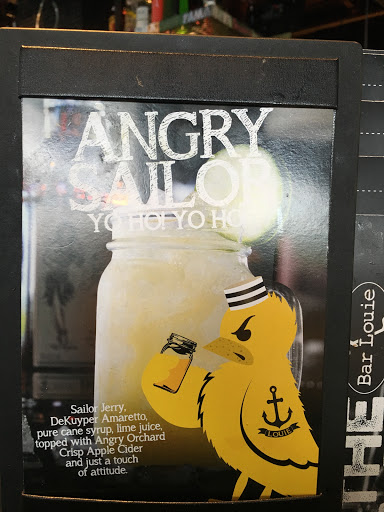 ANGRY
SAILOR
YO HO! YO HO!
Sailor Jerry,
DeKuyper Amaretto,
pure cane syrup, lime juice,
topped with Angry Orchard
Crisp Apple Cider
and just a touch
of attitude.
LOUIE
Bar Louie
THE